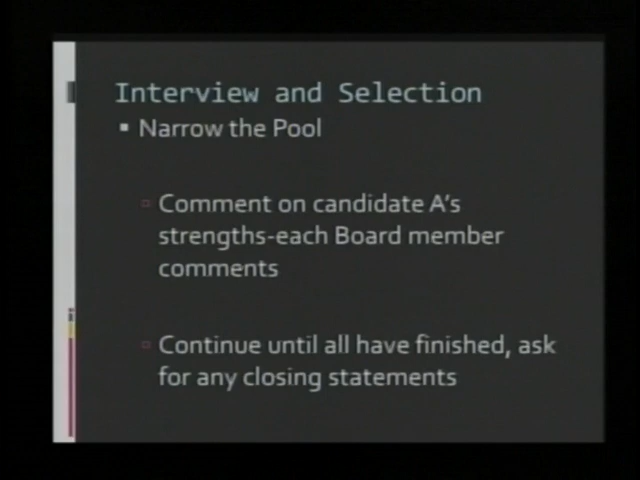 Interview and Selection
▪ Narrow the Pool
▫ Comment on candidate A's
strengths-each Board member
comments
▫ Continue until all have finished, ask
for any closing statements